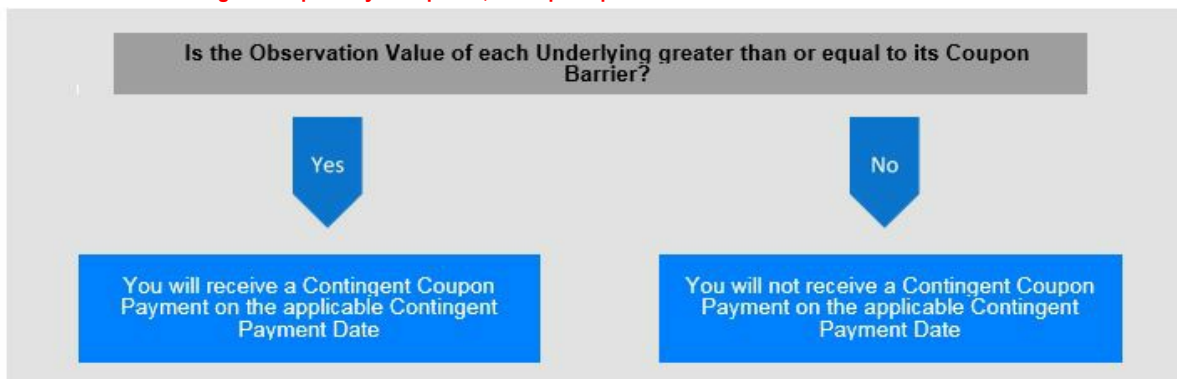 Is the Observation Value of each Underlying greater than or equal to its Coupon
Barrier?
Yes
No
You will receive a Contingent Coupon
Payment on the applicable Contingent
Payment Date
You will not receive a Contingent Coupon
Payment on the applicable Contingent
Payment Date